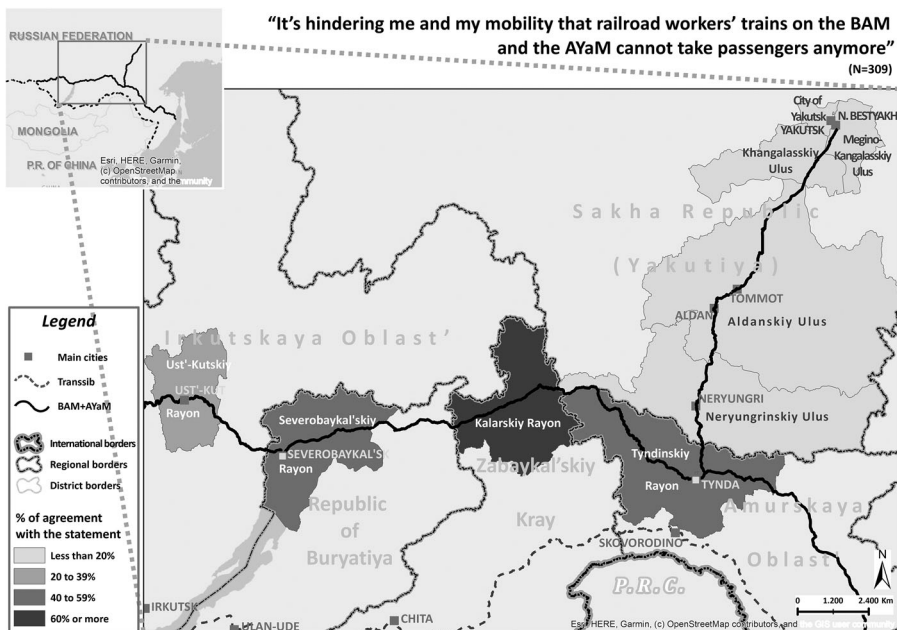 "It's hindering me and my mobility that railroad workers' trains on the BAM
and the AYaM cannot take passengers anymore"
(N=309)
RUSSIAN FEDERATION
MONGOLIA
P.R. OF CHINA
Esri, HERE, Garmin,
(c) OpenStreetMap
contributors, and the
City of
Yakutsk
YAKUTSK
N. BESTYAKH
Megino-
Kangalasskiy
Ulus
Khangalasskiy
Ulus
Sakha Republic
(Yakutiya)
TOMMOT
ALDAN
Aldanskiy Ulus
NERYUNGRI
Neryungrinskiy Ulus
Irkutskaya Oblast'
Ust'-Kutskiy
UST'-KUT
Rayon
Severobaykal'skiy
SEVEROBAYKAL'S
Rayon
Kalarskiy Rayon
Zabaykal'skiy
Kray
Tyndinskiy
Rayon
TYNDA
Amurskaya
Oblast
Republic
of
Buryatiya
SKOVORODINO
P.R.C.
IRKUTSK
ULAN-UDE
CHITA
Legend
Main cities
Transsib
BAM+AYaM
International borders
Regional borders
District borders
% of agreement
with the statement
Less than 20%
20 to 39%
40 to 59%
60% or more
N
0 1.200 2.400
Km
Esri HERE, Garmin, (c) OpenStreetMap contributors, and the GIS user community